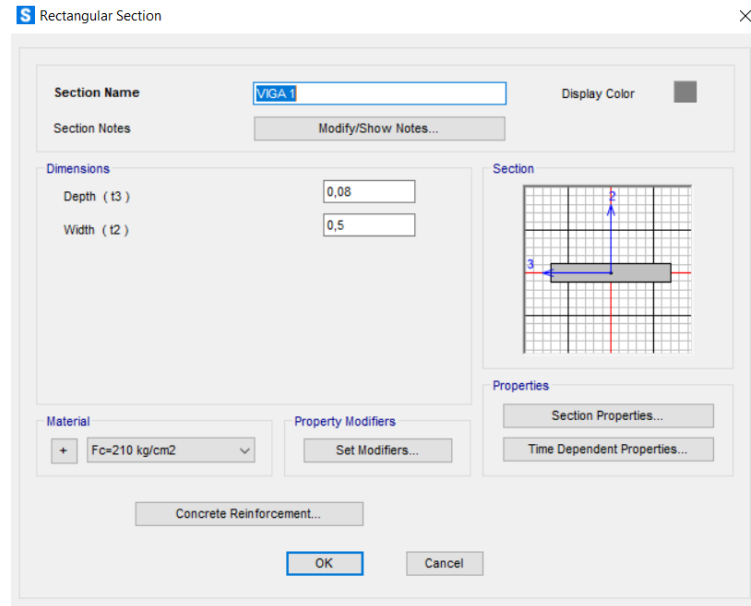 S Rectangular Section
Section Name VIGA 1 Display Color
Section Notes Modify/Show Notes...
Dimensions
Depth ( t3 ) 0,08
Width ( t2 ) 0,5
Section
2
3
Properties
Section Properties...
Time Dependent Properties...
Material
+ Fc=210 kg/cm2
Property Modifiers
Set Modifiers...
Concrete Reinforcement...
OK Cancel